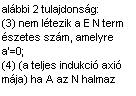 alábbi 2 tulajdonság:
(3) nem létezik a E N term
észetes szám, amelyre
a'=0;
(4) (a teljes indukció axió
mája) ha A az N halmaz